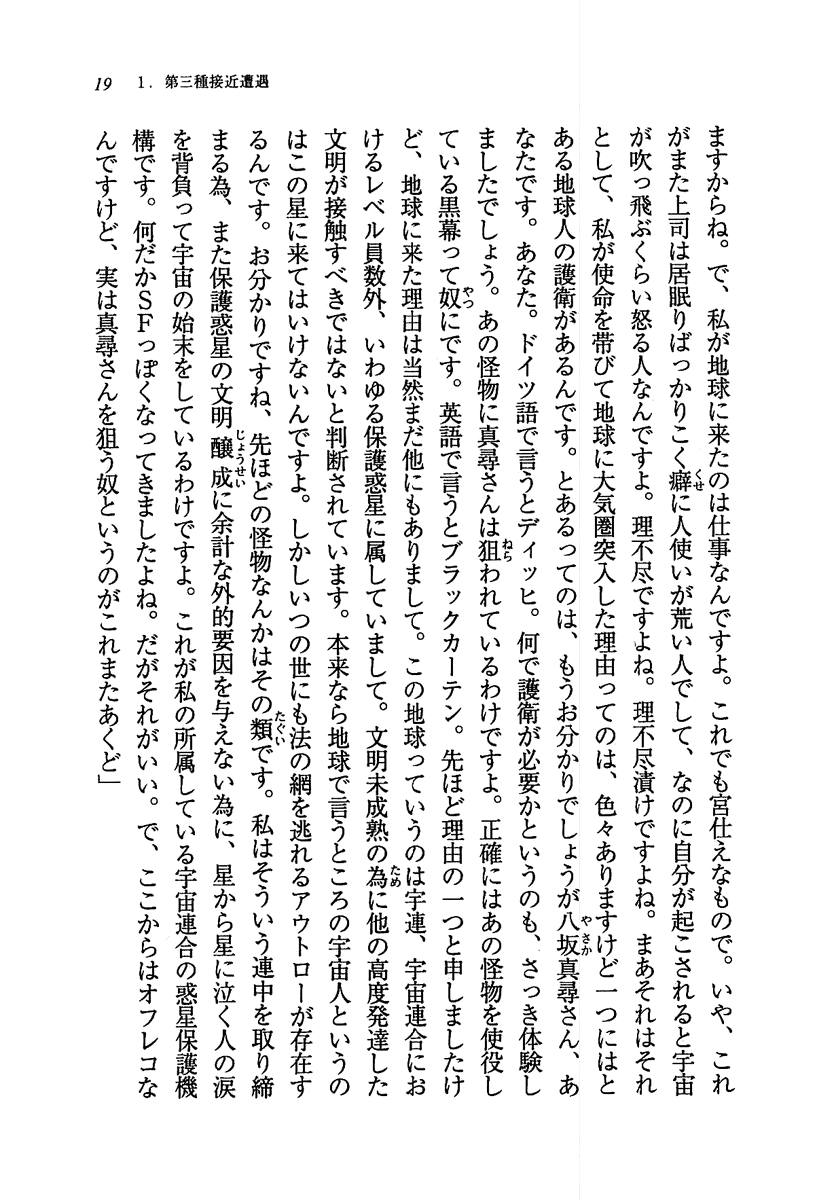 19　1. 第三種接近遭遇
ますからね。で、私が地球に来たのは仕事なんですよ。これでも宮仕えなもので。いや、これ
がまた上司は居眠りばっかりこく癖に人使いが荒い人でして、なのに自分が起こされると宇宙
が吹っ飛ぶくらい怒る人なんですよ。理不尽ですよね。理不尽漬けですよね。まあそれはそれ
として、私が使命を帯びて地球に大気圏突入した理由ってのは、色々ありますけど一つにはと
ある地球人の護衛があるんです。とあるってのは、もうお分かりでしょうが八坂真尋さん、あ
なたです。あなた。ドイツ語で言うとディッヒ。何で護衛が必要かというのも、さっき体験し
ましたでしょう。あの怪物に真尋さんは狙われているわけですよ。正確にはあの怪物を使役し
ている黒幕って奴にです。英語で言うとブラックカーテン。先ほど理由の一つと申しましたけ
ど、地球に来た理由は当然まだ他にもありまして。この地球っていうのは宇連、宇宙連合にお
けるレベル員数外、いわゆる保護惑星に属していまして。文明未成熟の為に他の高度発達した
文明が接触すべきではないと判断されています。本来なら地球で言うところの宇宙人というの
はこの星に来てはいけないんですよ。しかしいつの世にも法の網を逃れるアウトローが存在す
るんです。お分かりですね、先ほどの怪物なんかはその類です。私はそういう連中を取り締
まる為、また保護惑星の文明醸成に余計な外的要因を与えない為に、星から星に泣く人の涙
を背負って宇宙の始末をしているわけですよ。これが私の所属している宇宙連合の惑星保護機
構です。何だかSFっぽくなってきましたよね。だがそれがいい。で、ここからはオフレコな
んですけど、実は真尋さんを狙う奴というのがこれまたあくど」